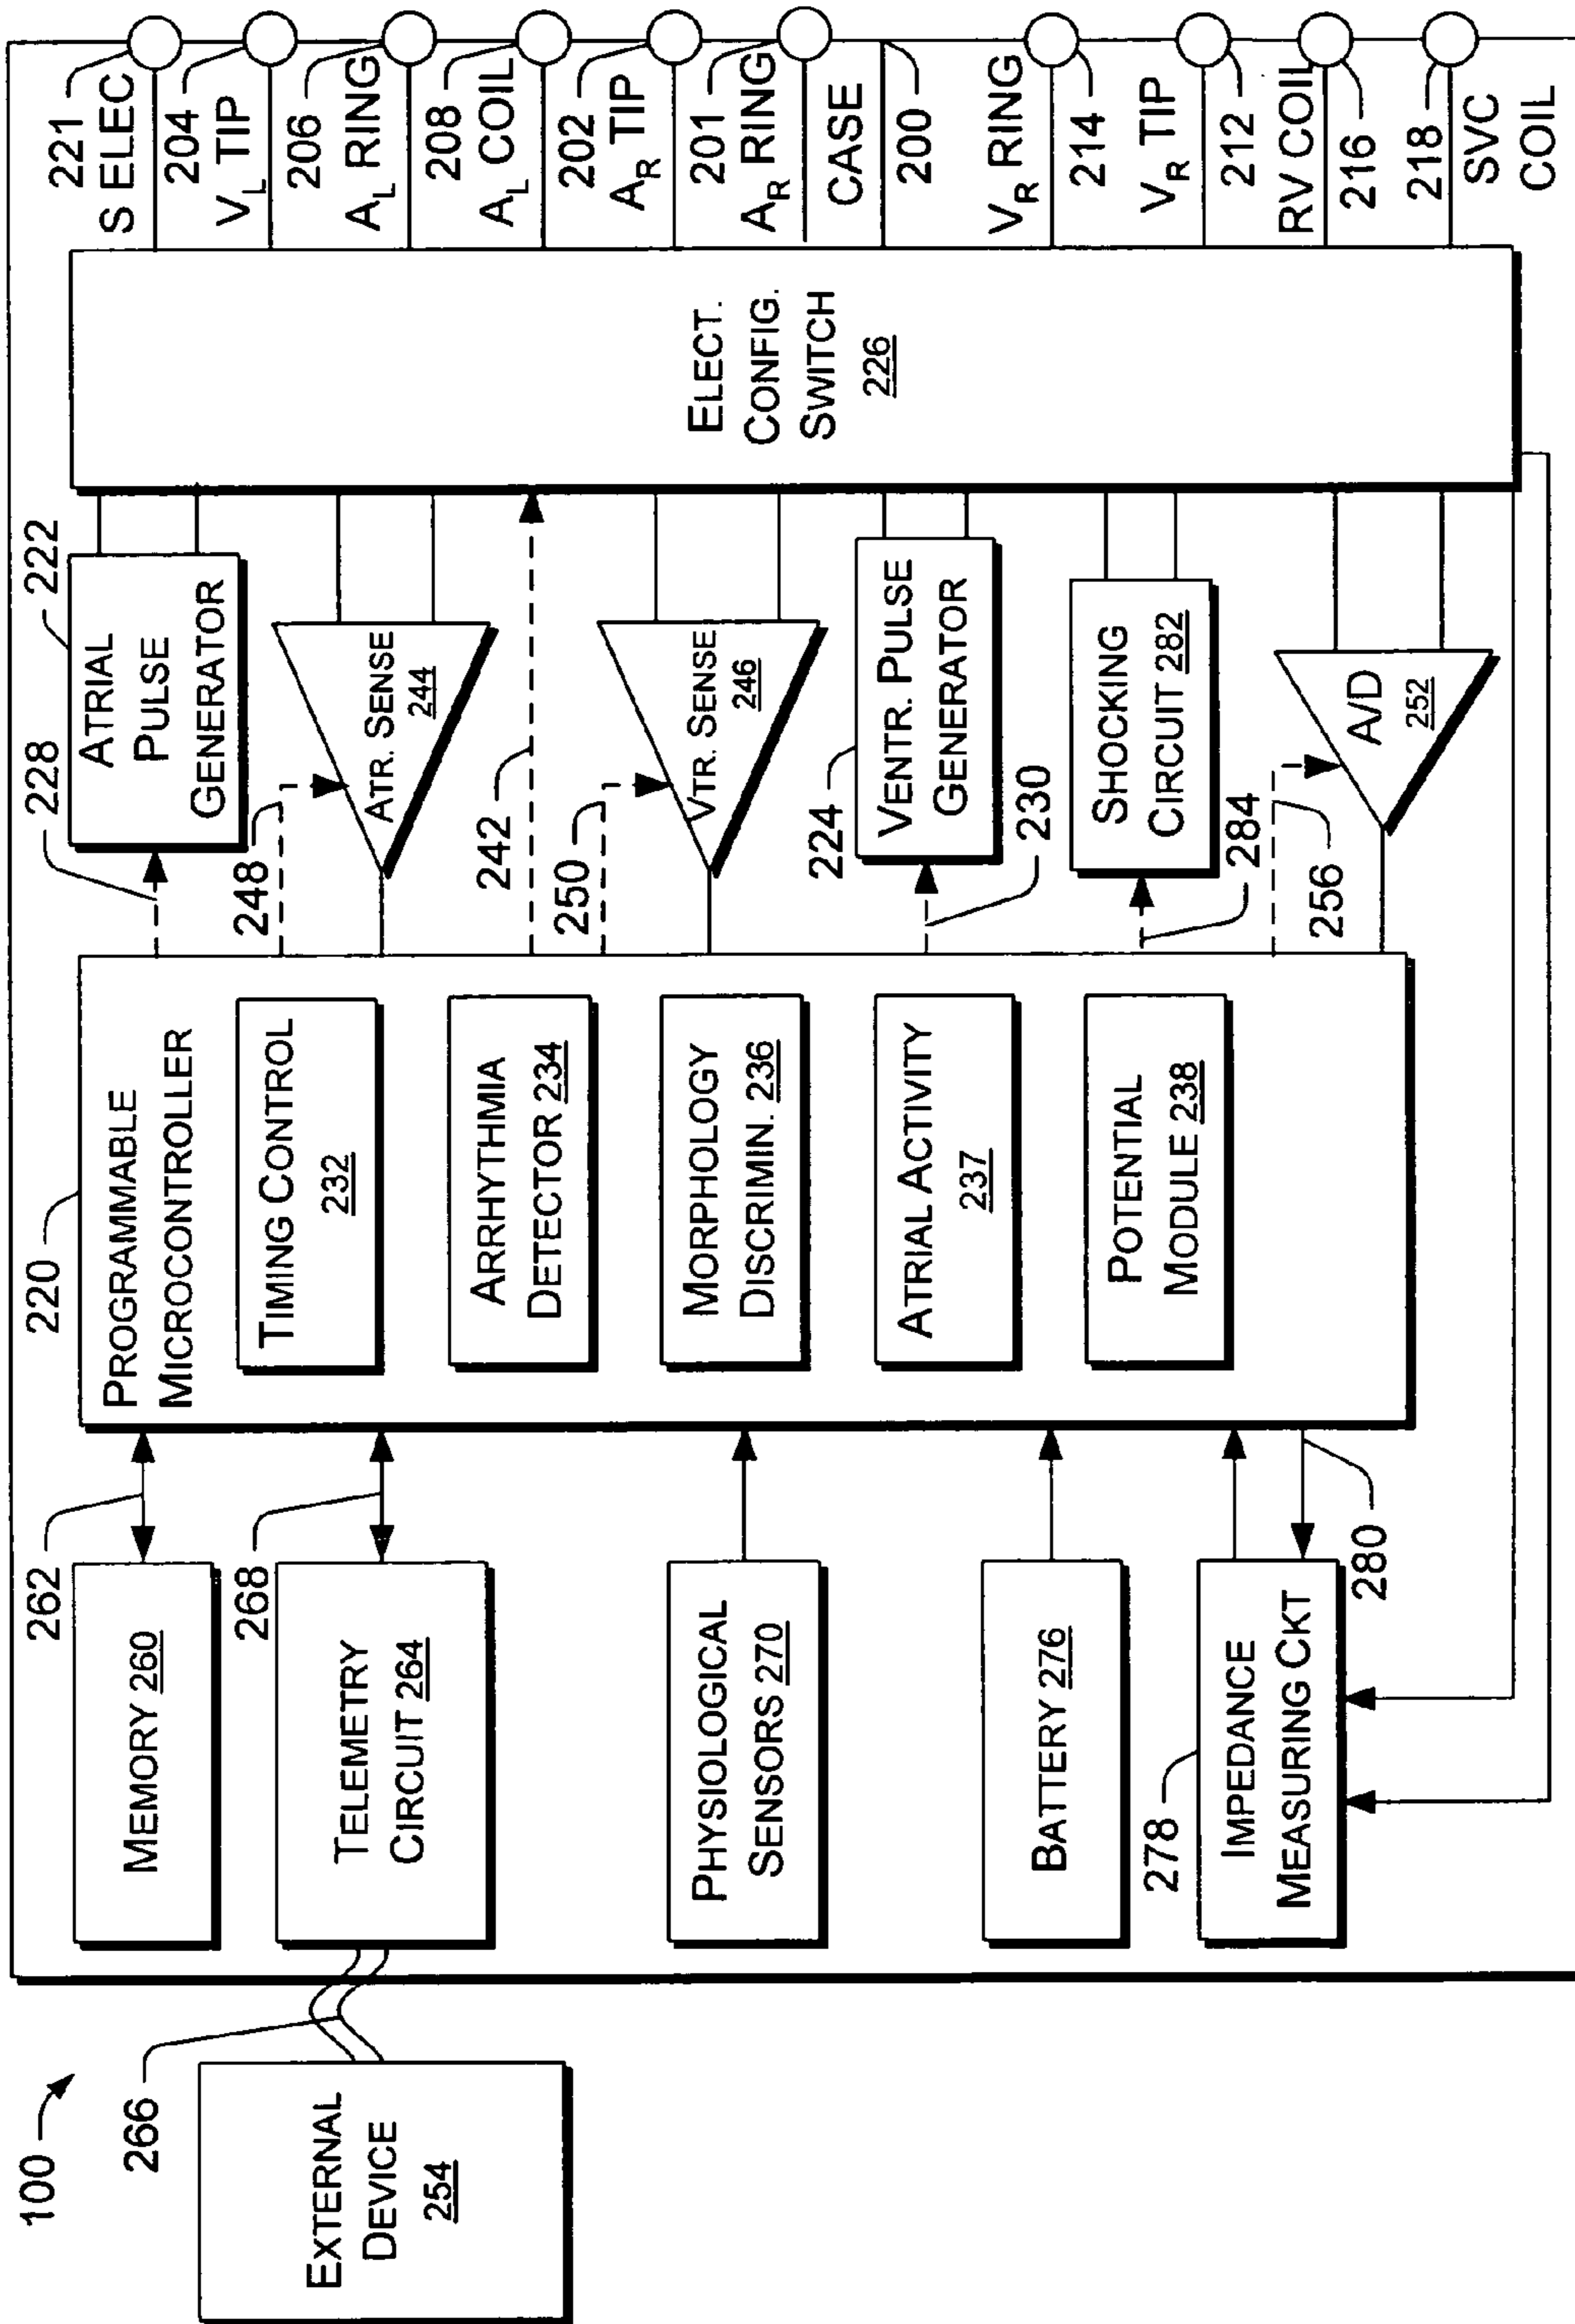 100
EXTERNAL
DEVICE
254
266
262
MEMORY 260
268
TELEMETRY
CIRCUIT 264
PHYSIOLOGICAL
SENSORS 270
BATTERY 276
278
IMPEDANCE
MEASURING CKT
280
220
PROGRAMMABLE
MICROCONTROLLER
TIMING CONTROL
232
ARRHYTHMIA
DETECTOR 234
MORPHOLOGY
DISCRIMIN. 236
ATRIAL ACTIVITY
237
POTENTIAL
MODULE 238
228
222
ATRIAL
PULSE
GENERATOR
248
ATR. SENSE
244
242
250
VTR. SENSE
246
224
VENTR. PULSE
GENERATOR
230
SHOCKING
CIRCUIT 282
284
256
A/D
252
ELECT.
CONFIG.
SWITCH
226
221
S ELEC
204
VL TIP
206
AL RING
208
AL COIL
202
AR TIP
201
AR RING
CASE
200
VR RING
214
VR TIP
212
RV COIL
216
218
SVC
COIL